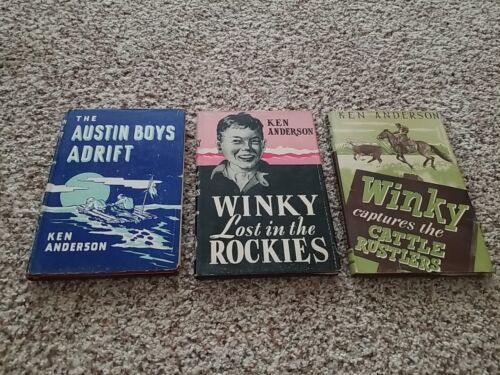 THE
AUSTIN BOYS
ADRIFT
KEN
ANDERSON
KEN
ANDERSON
WINKY
Lost in the
ROCKIES
KEN ANDERSON
Winky
captures the
CATTLE
RUSTLERS